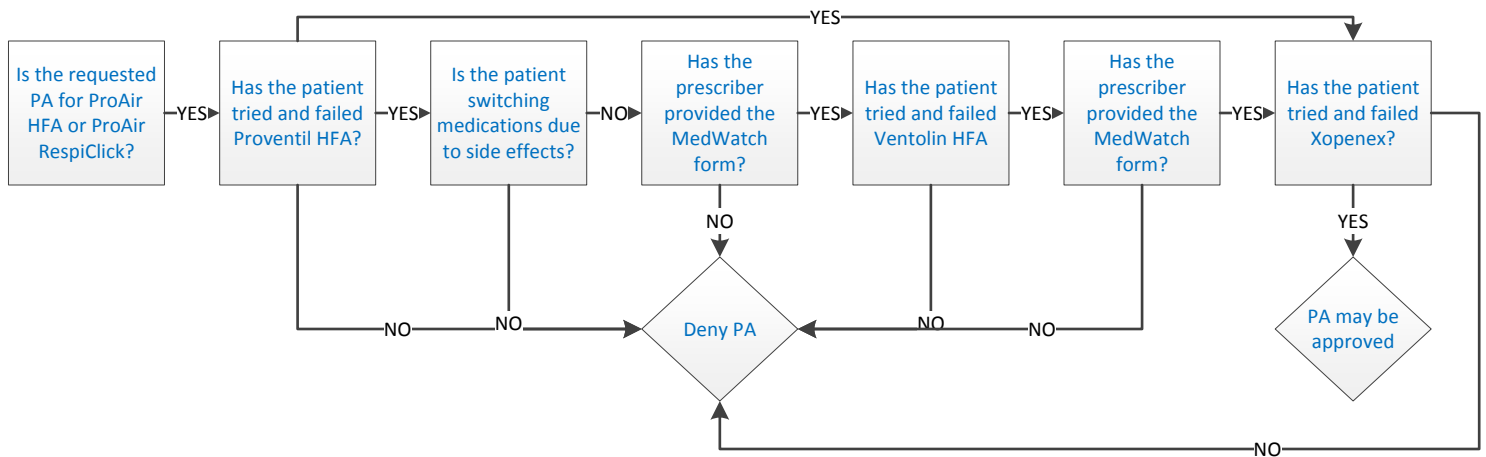 YES
Is the requested
PA for ProAir
HFA or ProAir
RespiClick?
YES
Has the patient
tried and failed
Proventil HFA?
YES
Is the patient
switching
medications due
to side effects?
NO
Has the
prescriber
provided the
MedWatch
form?
YES
Has the patient
tried and failed
Ventolin HFA
YES
Has the
prescriber
provided the
MedWatch
form?
YES
Has the patient
tried and failed
Xopenex?
NO
YES
NO
NO
Deny PA
NO
NO
PA may be
approved
NO